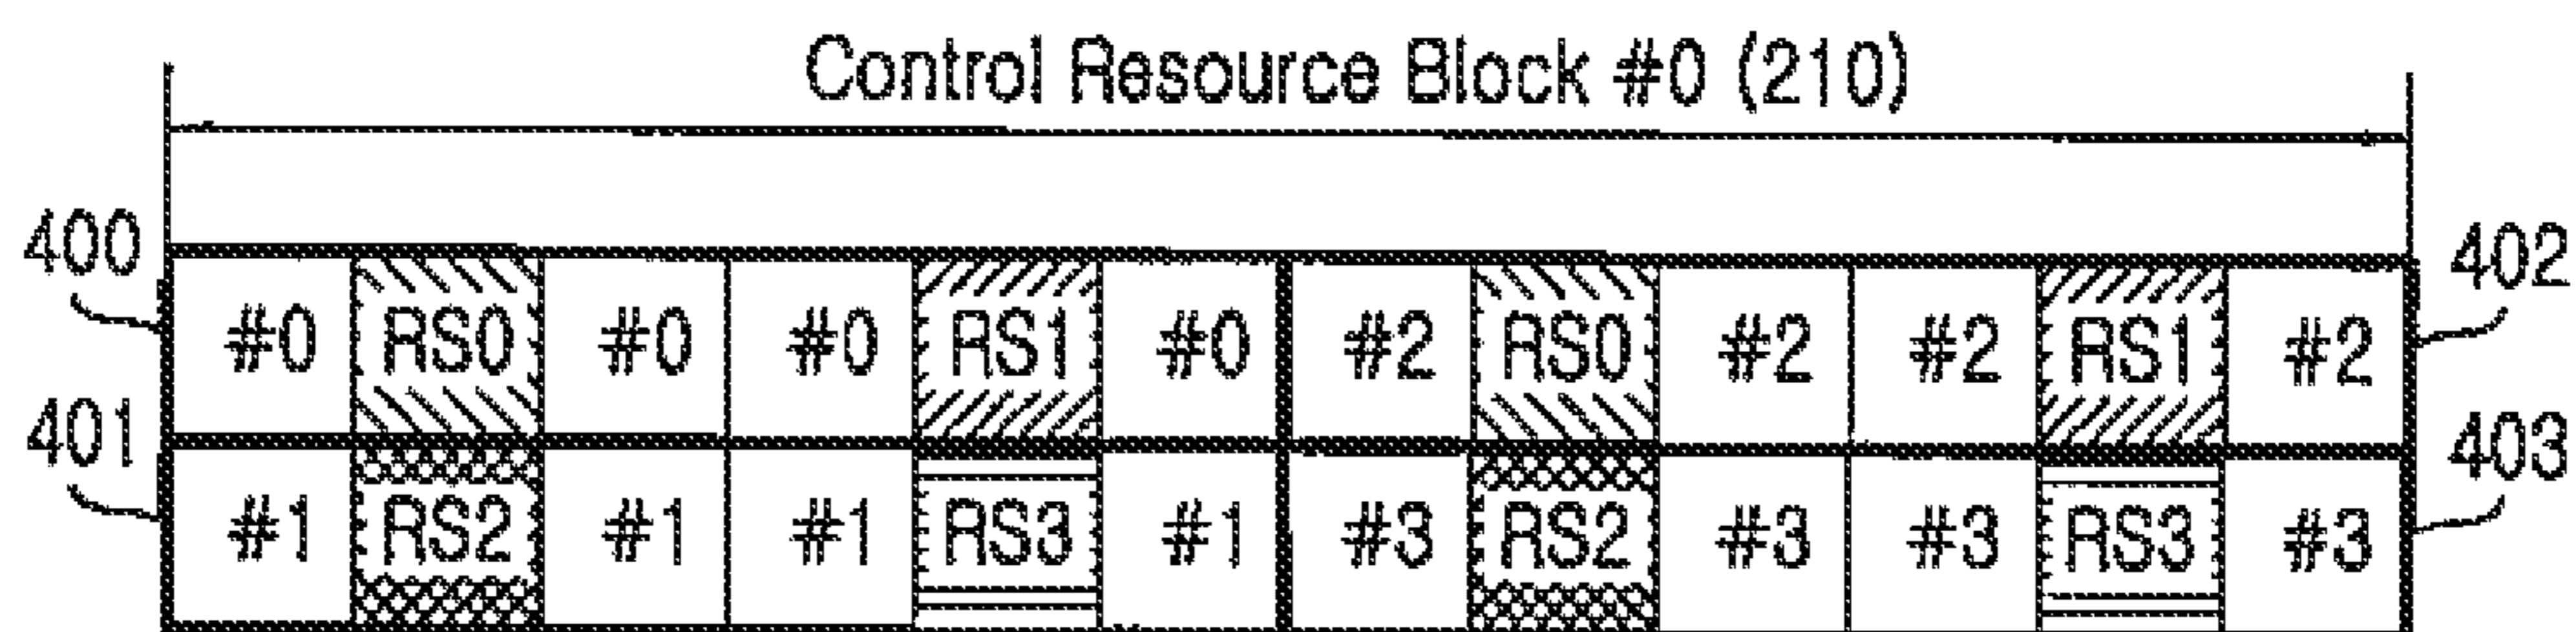 Control Resource Block #0 (210)
400 #0 RS0 #0 #0 RS1 #0 #2 RS0 #2 #2 RS1 #2 402
401 #1 RS2 #1 #1 RS3 #1 #3 RS2 #3 #3 RS3 #3 403